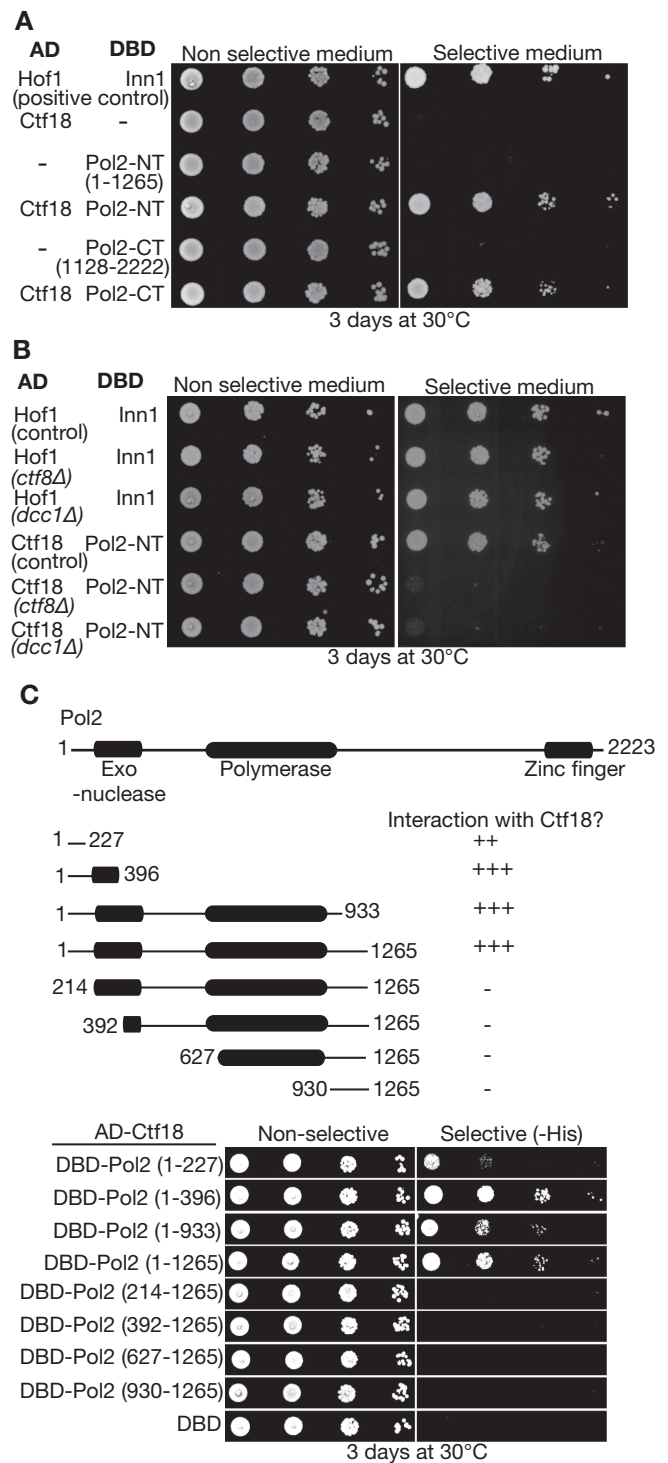 A
AD DBD Non selective medium Selective medium
Hof1 Inn1
(positive control)
Ctf18 -
- Pol2-NT
(1-1265)
Ctf18 Pol2-NT
- Pol2-CT
(1128-2222)
Ctf18 Pol2-CT
3 days at 30°C
B
AD DBD Non selective medium Selective medium
Hof1 Inn1
(control)
Hof1 Inn1
(ctf8Δ)
Hof1 Inn1
(dcc1Δ)
Ctf18 Pol2-NT
(control)
Ctf18 Pol2-NT
(ctf8Δ)
Ctf18 Pol2-NT
(dcc1Δ)
3 days at 30°C
C
Pol2
1 2223
Exo Polymerase Zinc finger
-nuclease
Interaction with Ctf18?
1 227 ++
1 396 +++
1 933 +++
1 1265 +++
214 1265 -
392 1265 -
627 1265 -
930 1265 -
AD-Ctf18 Non-selective Selective (-His)
DBD-Pol2 (1-227)
DBD-Pol2 (1-396)
DBD-Pol2 (1-933)
DBD-Pol2 (1-1265)
DBD-Pol2 (214-1265)
DBD-Pol2 (392-1265)
DBD-Pol2 (627-1265)
DBD-Pol2 (930-1265)
DBD
3 days at 30°C